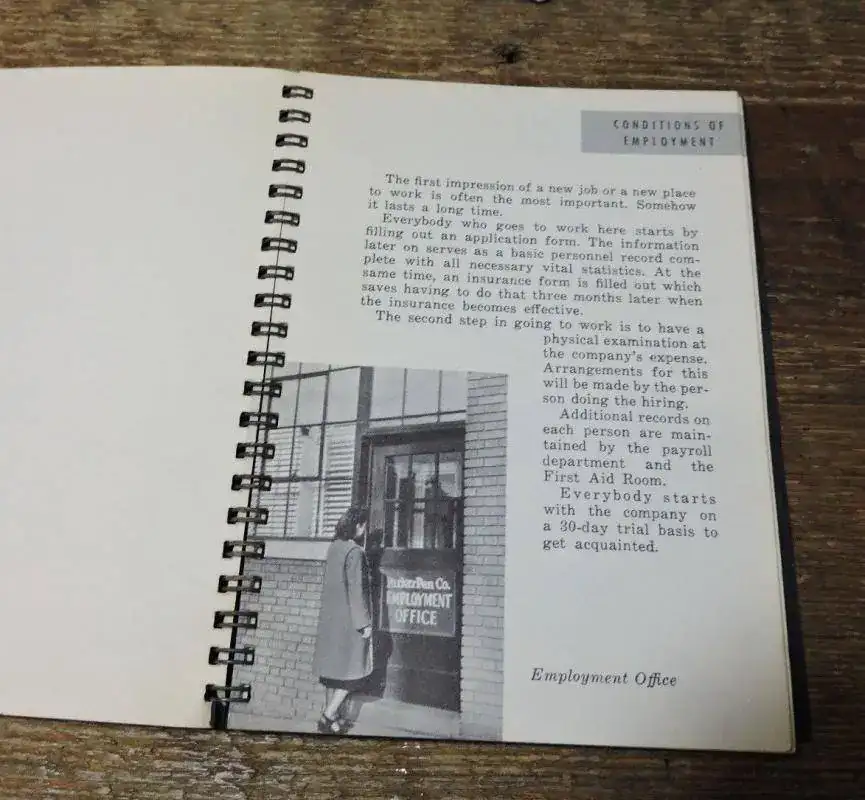 CONDITIONS OF
EMPLOYMENT
The first impression of a new job or a new place
to work is often the most important. Somehow
it lasts a long time.
Everybody who goes to work here starts by
filling out an application form. The information
later on serves as a basic personnel record com-
plete with all necessary vital statistics. At the
same time, an insurance form is filled out which
saves having to do that three months later when
the insurance becomes effective.
The second step in going to work is to have a
physical examination at
the company's expense.
Arrangements for this
will be made by the per-
son doing the hiring.
Additional records on
each person are main-
tained by the payroll
department and the
First Aid Room.
Everybody starts
with the company on
a 30-day trial basis to
get acquainted.
Parker Pen Co.
EMPLOYMENT
OFFICE
Employment Office